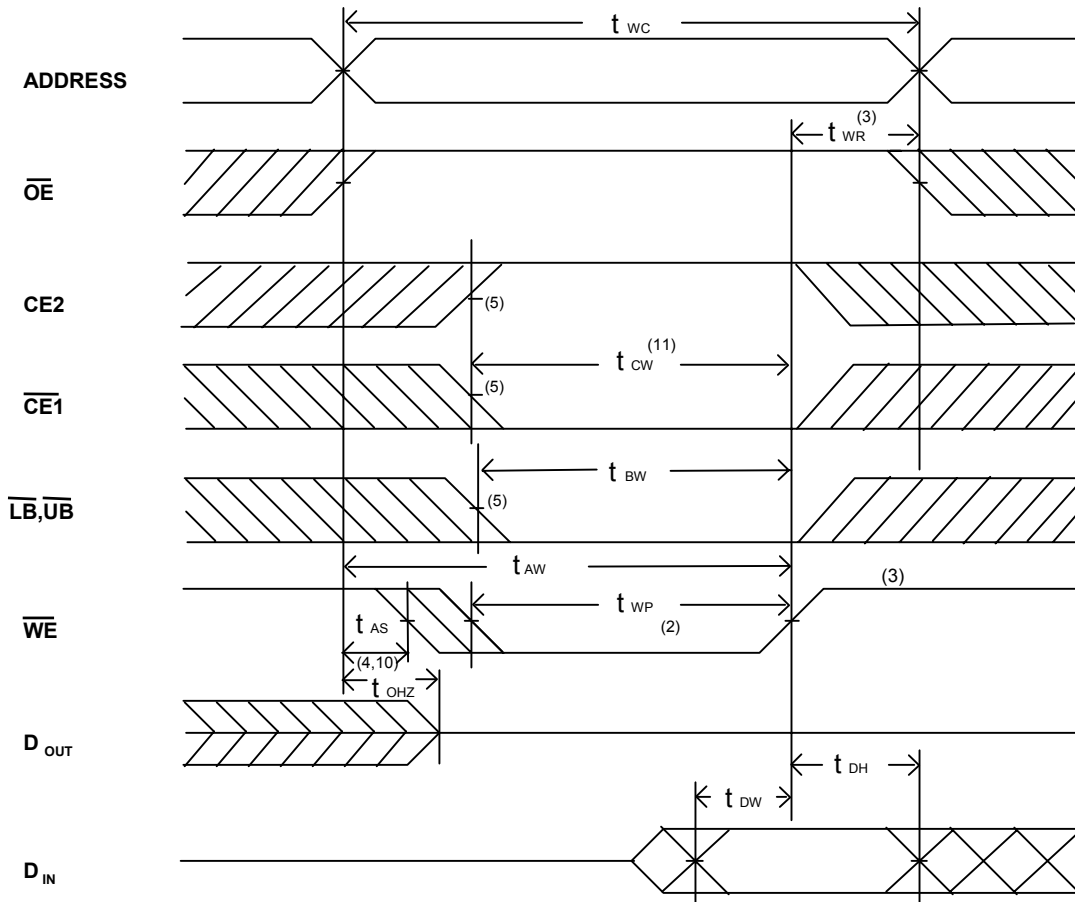 t WC
ADDRESS
t WR (3)
OE
CE2
(5)
t CW (11)
CE1
(5)
t BW
LB,UB
(5)
t AW
(3)
WE
t WP
(2)
t AS
(4,10)
t OHZ
D OUT
t DH
t DW
D IN